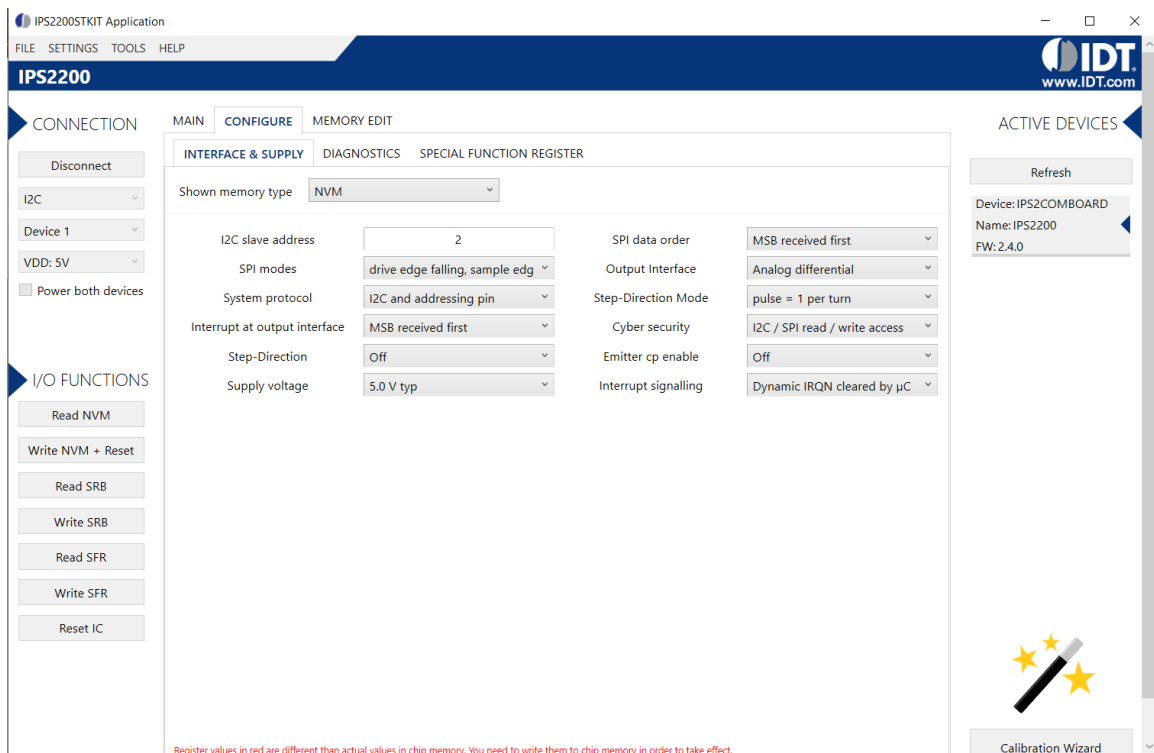 IPS2200STKIT Application
FILE SETTINGS TOOLS HELP
IDT.
www.IDT.com
IPS2200
CONNECTION
Disconnect
I2C
Device 1
VDD: 5V
Power both devices
I/O FUNCTIONS
Read NVM
Write NVM + Reset
Read SRB
Write SRB
Read SFR
Write SFR
Reset IC
MAIN CONFIGURE MEMORY EDIT
INTERFACE & SUPPLY DIAGNOSTICS SPECIAL FUNCTION REGISTER
Shown memory type NVM
I2C slave address 2 SPI data order MSB received first
SPI modes drive edge falling, sample edg Output Interface Analog differential
System protocol I2C and addressing pin Step-Direction Mode pulse = 1 per turn
Interrupt at output interface MSB received first Cyber security I2C / SPI read / write access
Step-Direction Off Emitter cp enable Off
Supply voltage 5.0 V typ Interrupt signalling Dynamic IRQN cleared by µC
Register values in red are different than actual values in chip memory. You need to write them to chip memory in order to take effect.
ACTIVE DEVICES
Refresh
Device: IPS2COMBOARD
Name: IPS2200
FW: 2.4.0
Calibration Wizard